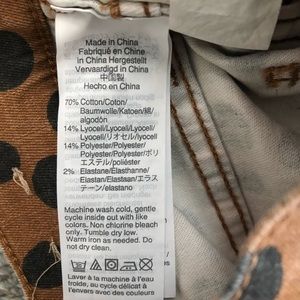 Made in China
Fabriqué en Chine
in China Hergestellt
Vervaardigd in China
中国製
Hecho en China
70% Cotton/Coton/
Baumwolle/Katoen/綿/
algodón
14% Lyocell/Lyocell/Lyocell/
Lyocell/リオセル/lyocell
14% Polyester/Polyester/
Polyester/Polyester/ポリ
エステル/poliéster
2% Elastane/Élasthanne/
Elastan/Elastaan/エラス
テーン/elastano
Machine wash cold, gentle
cycle inside out with like
colors. Non chlorine bleach
only. Tumble dry low.
Warm iron as needed. Do
not dry clean.
Laver à la machine à l'eau
froide, au cycle délicat à
l'envers avec des couleurs